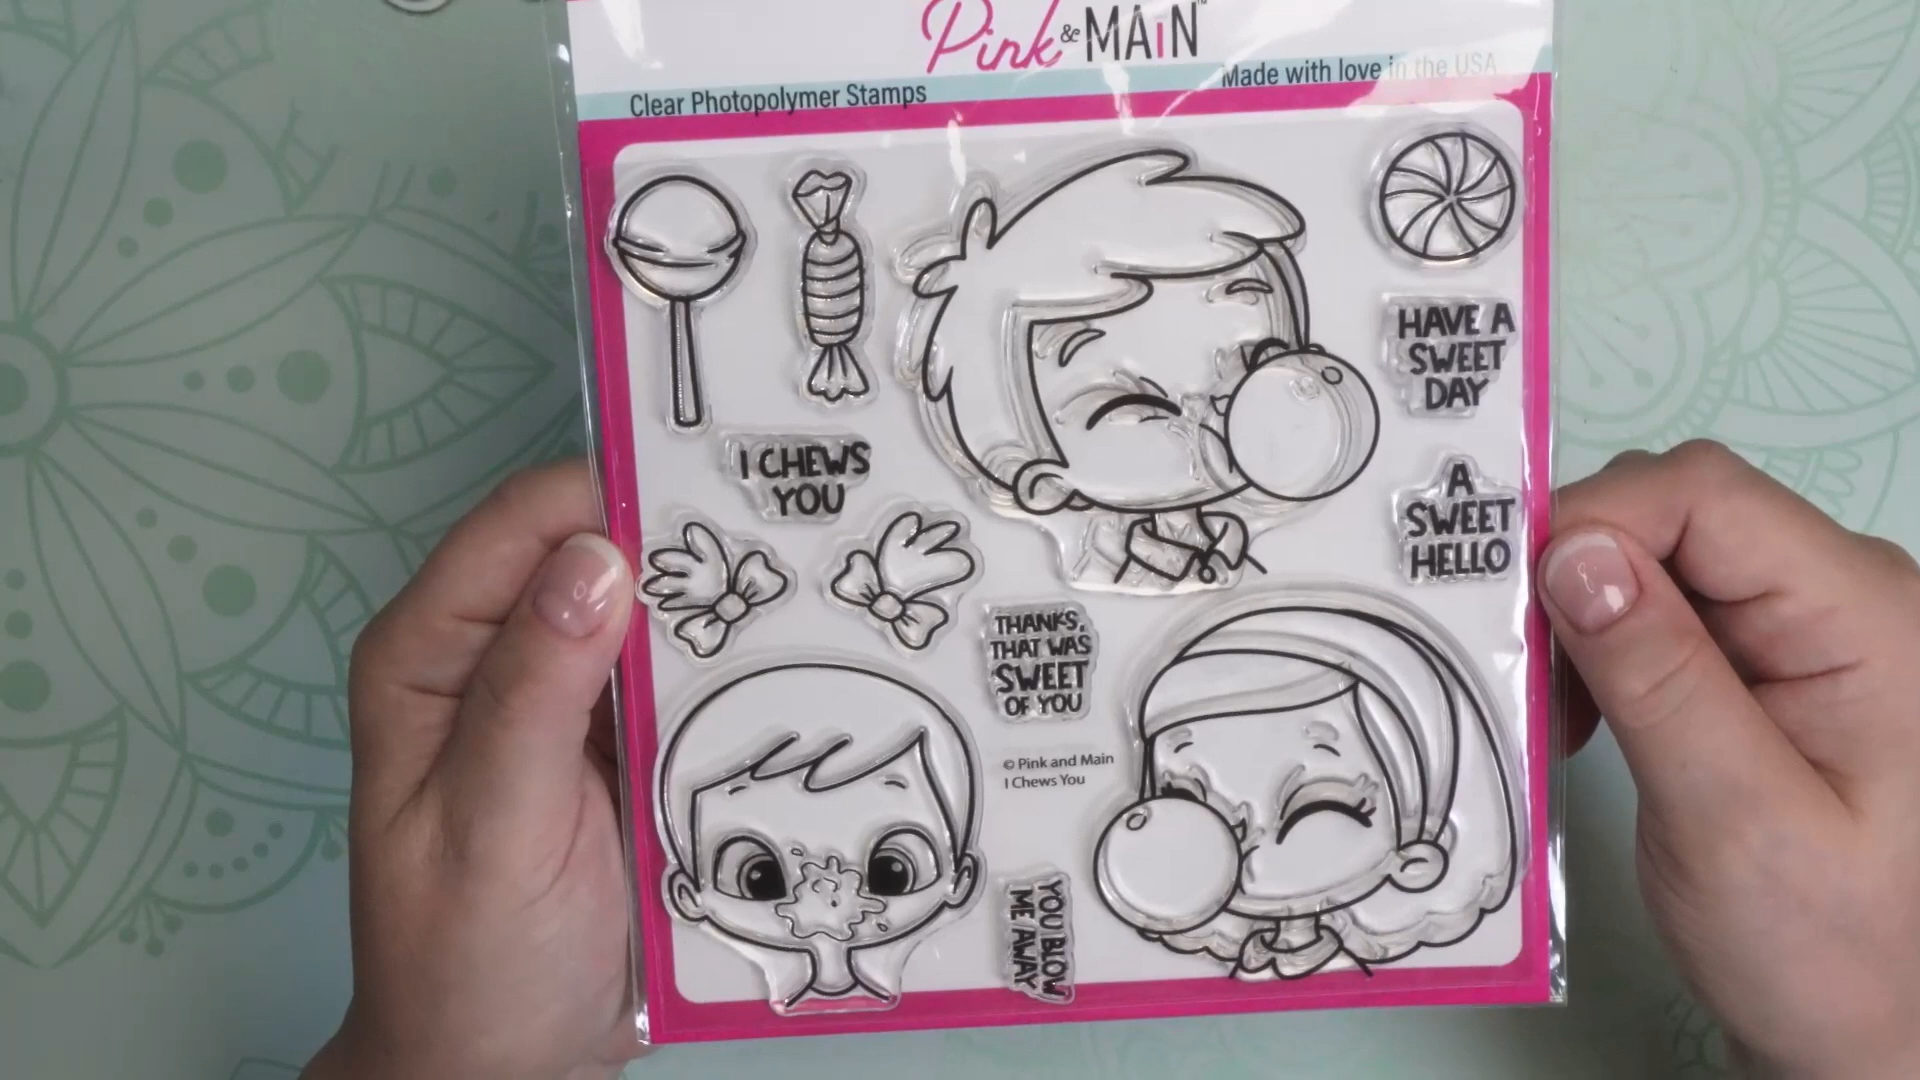 Pink & MAiN™
Clear Photopolymer Stamps
Made with love in the USA
I CHEWS
YOU
HAVE A
SWEET
DAY
A
SWEET
HELLO
THANKS,
THAT WAS
SWEET
OF YOU
© Pink and Main
I Chews You
YOU BLOW
ME AWAY